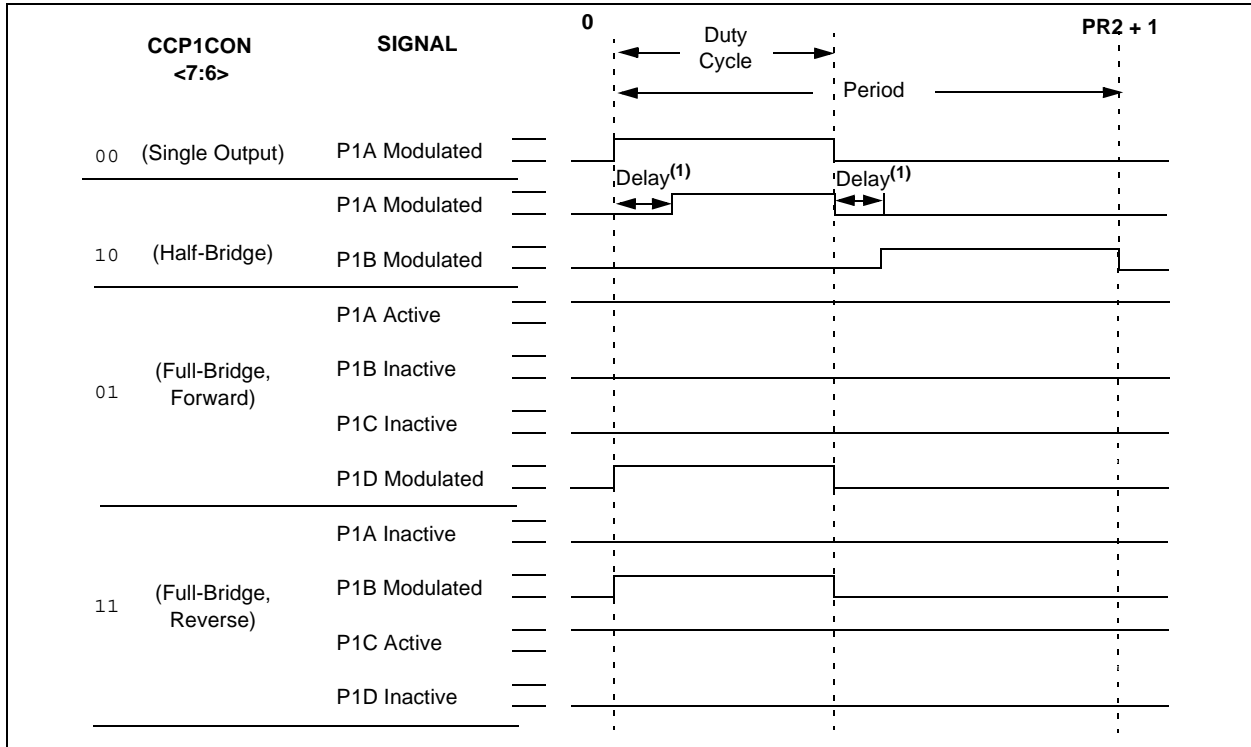 CCP1CON
<7:6>
SIGNAL
0
PR2 + 1
Duty
Cycle
Period
00 (Single Output) P1A Modulated
Delay(1) Delay(1)
P1A Modulated
10 (Half-Bridge) P1B Modulated
P1A Active
01 (Full-Bridge,
Forward)
P1B Inactive
P1C Inactive
P1D Modulated
P1A Inactive
11 (Full-Bridge,
Reverse)
P1B Modulated
P1C Active
P1D Inactive